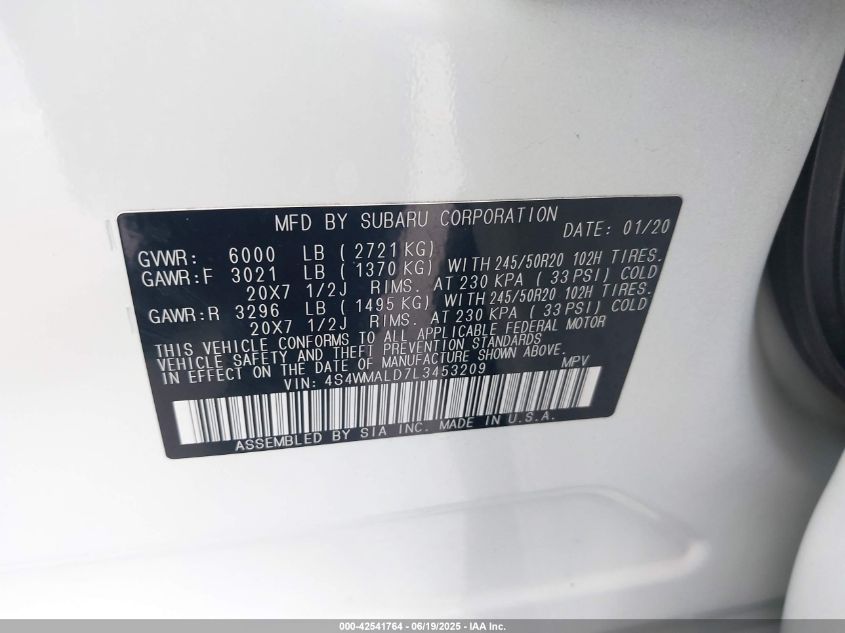 MFD BY SUBARU CORPORATION DATE: 01/20
GVWR: 6000 LB ( 2721 KG)
GAWR:F 3021 LB ( 1370 KG) WITH 245/50R20 102H TIRES.
20X7 1/2J RIMS. AT 230 KPA ( 33 PSI) COLD
GAWR:R 3296 LB ( 1495 KG) WITH 245/50R20 102H TIRES.
20X7 1/2J RIMS. AT 230 KPA ( 33 PSI) COLD
THIS VEHICLE CONFORMS TO ALL APPLICABLE FEDERAL MOTOR
VEHICLE SAFETY AND THEFT PREVENTION STANDARDS
IN EFFECT ON THE DATE OF MANUFACTURE SHOWN ABOVE.
VIN: 4S4WMALD7L3453209 MPV
ASSEMBLED BY SIA INC. MADE IN U.S.A.
000-42541764 - 06/19/2025 - IAA Inc.